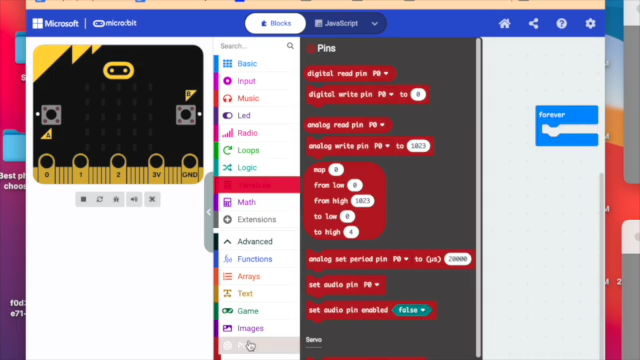 Microsoft
micro:bit
Blocks
JavaScript
Search...
Basic
Input
Music
Led
Radio
Loops
Logic
Math
Extensions
Advanced
Functions
Arrays
Text
Game
Images
A
B
0
1
2
3V
GND
Pins
digital read pin P0
digital write pin P0 to 0
analog read pin P0
analog write pin P0 to 1023
map 0
from low 0
from high 1023
to low 0
to high 4
analog set period pin P0 to (µs) 20000
set audio pin P0
set audio pin enabled false
Servo
forever
Best p
choos
f0d3
e71-